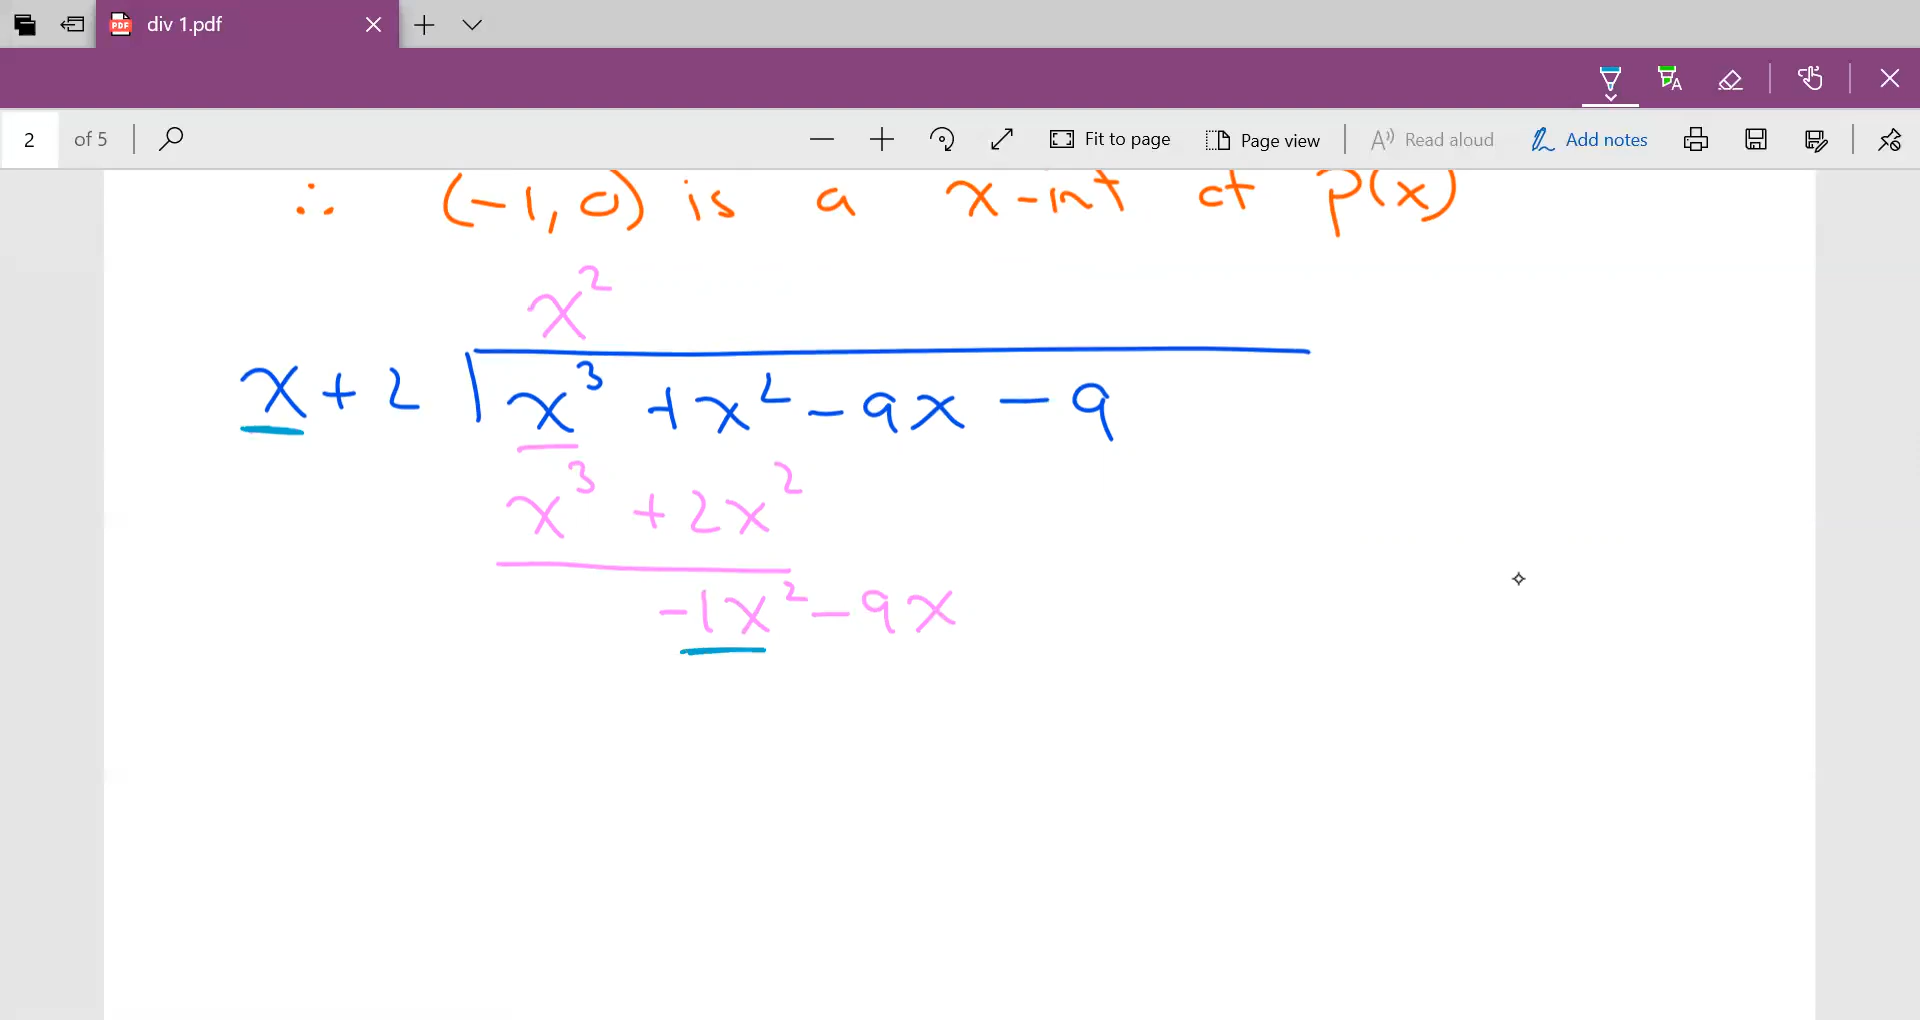 div 1.pdf
2 of 5 Fit to page Page view Read aloud Add notes
∴ (-1, 0) is a x-int at p(x)
x²
x + 2 x³ + x² - 9x - 9
x³ + 2x²
-1x² - 9x